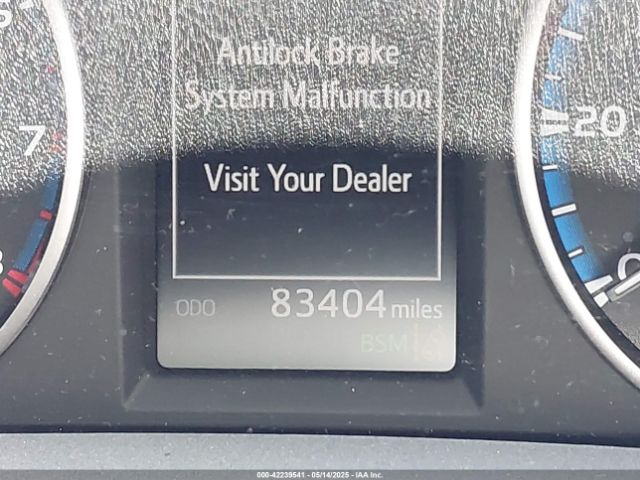 Antilock Brake
System Malfunction
Visit Your Dealer
7
20
0
ODO 83404 miles
BSM
000-42239541 - 05/14/2025 - IAA Inc.